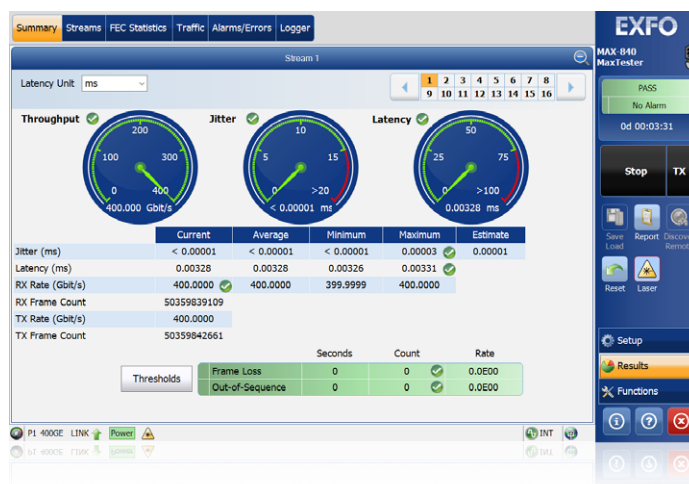 Summary Streams FEC Statistics Traffic Alarms/Errors Logger
Stream 1
Latency Unit ms
1 2 3 4 5 6 7 8
9 10 11 12 13 14 15 16
Throughput
200
100 300
0 400
400.000 Gbit/s
Jitter
10
5 15
0 >20
< 0.00001 ms
Latency
50
25 75
0 >100
0.00328 ms
Current Average Minimum Maximum Estimate
Jitter (ms) < 0.00001 < 0.00001 < 0.00001 0.00003 0.00001
Latency (ms) 0.00328 0.00328 0.00326 0.00331
RX Rate (Gbit/s) 400.0000 400.0000 399.9999 400.0000
RX Frame Count 50359839109
TX Rate (Gbit/s) 400.0000
TX Frame Count 50359842661
Seconds Count Rate
Thresholds
Frame Loss 0 0 0.0E00
Out-of-Sequence 0 0 0.0E00
P1 400GE LINK Power INT
EXFO
MAX-840
MaxTester
PASS
No Alarm
0d 00:03:31
Stop TX
Save
Load
Report
Discove
Remot
Reset Laser
Setup
Results
Functions